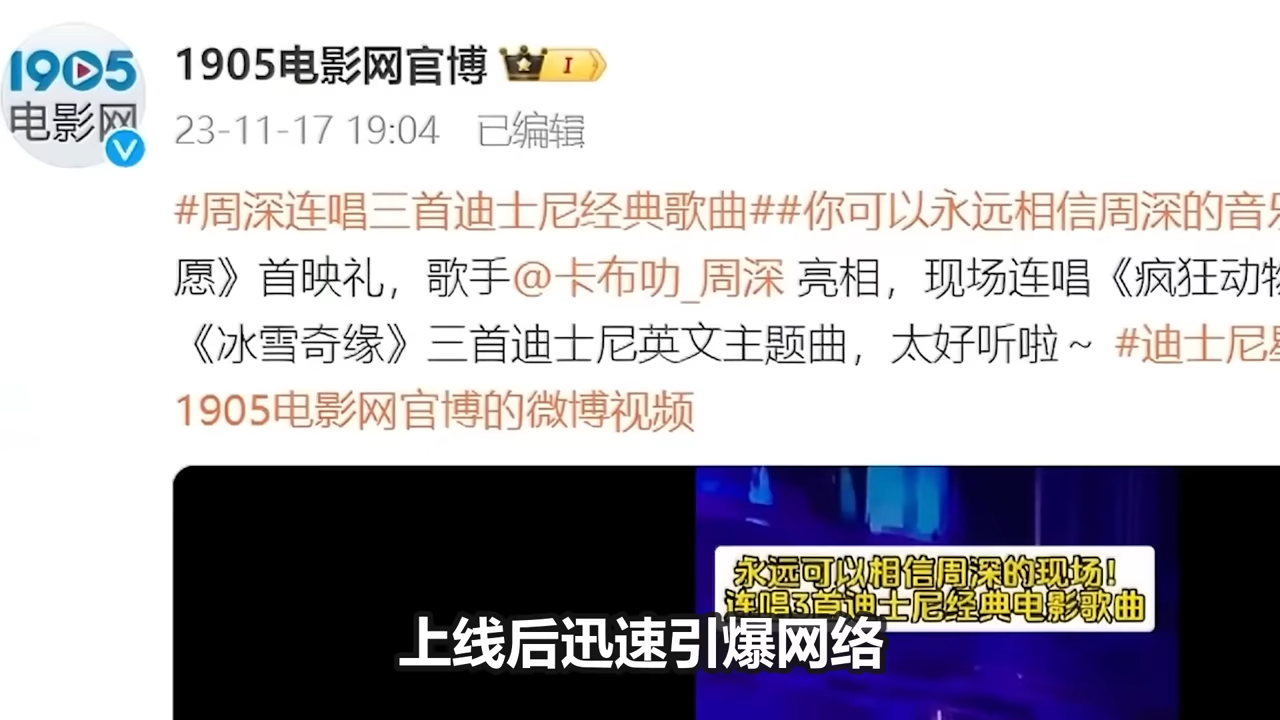 1905电影网
1905电影网官博 I
23-11-17 19:04 已编辑
#周深连唱三首迪士尼经典歌曲##你可以永远相信周深的音乐
愿》首映礼，歌手@卡布叻_周深 亮相，现场连唱《疯狂动物
《冰雪奇缘》三首迪士尼英文主题曲，太好听啦～ #迪士尼星
1905电影网官博的微博视频
永远可以相信周深的现场！
连唱3首迪士尼经典电影歌曲
上线后迅速引爆网络